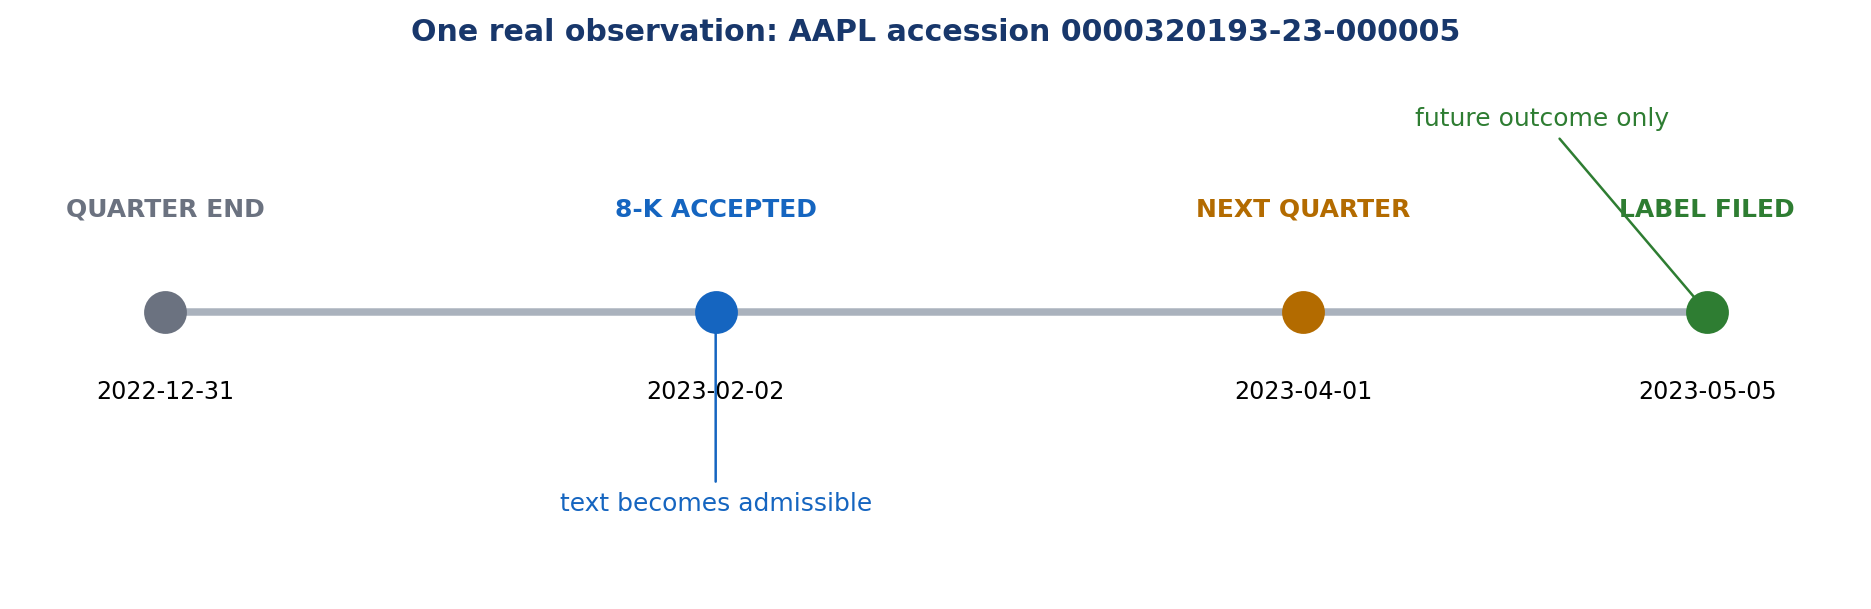 One real observation: AAPL accession 0000320193-23-000005
future outcome only
QUARTER END
8-K ACCEPTED
NEXT QUARTER
LABEL FILED
2022-12-31
2023-02-02
2023-04-01
2023-05-05
text becomes admissible